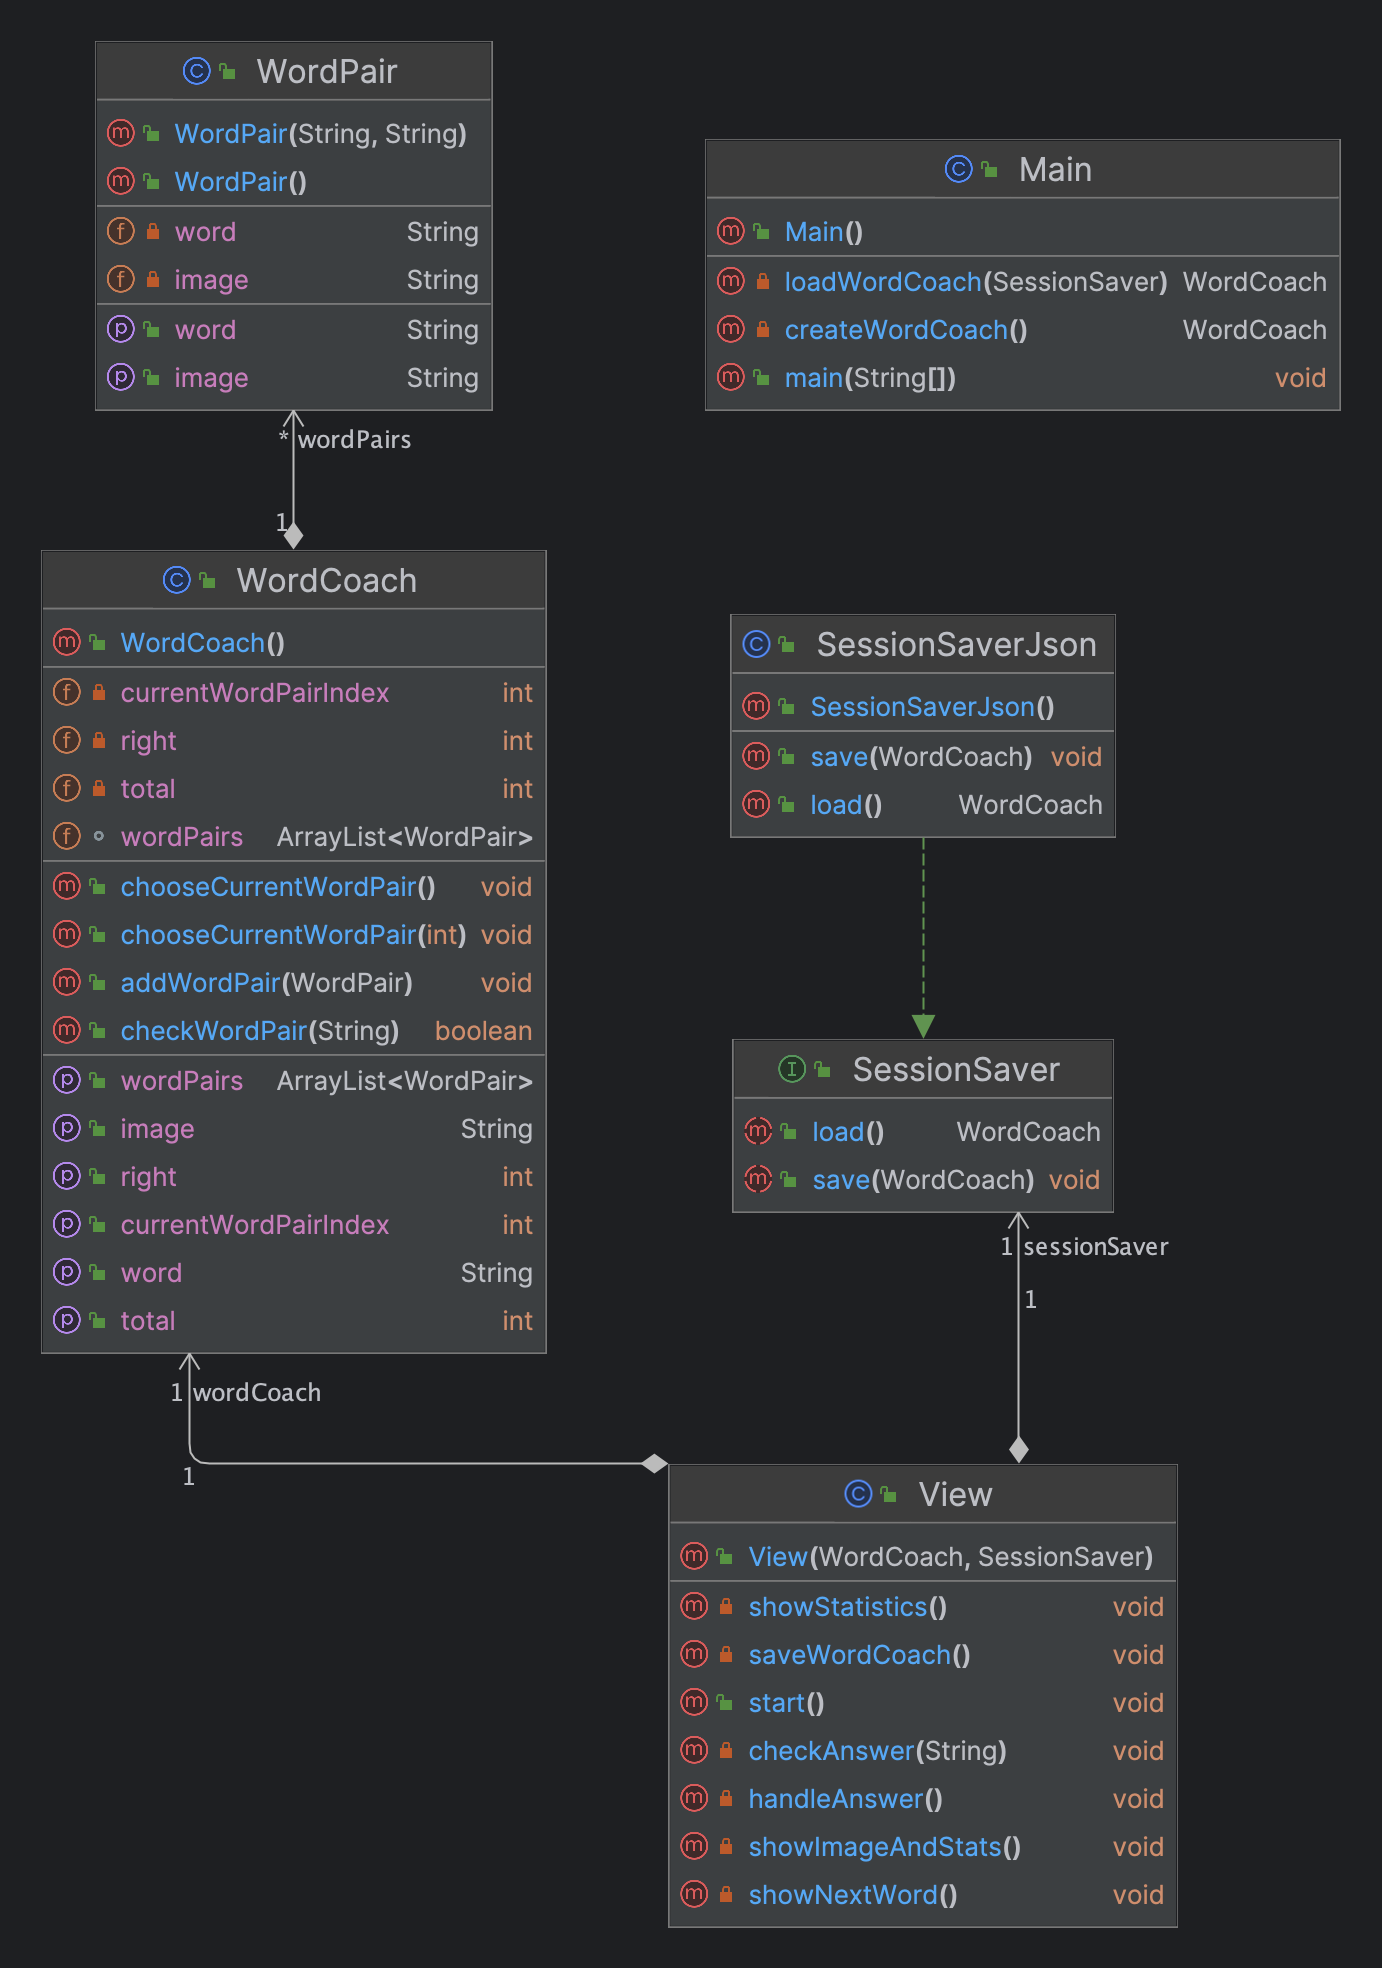 WordPair
WordPair(String, String)
WordPair()
word String
image String
word String
image String
Main
Main()
loadWordCoach(SessionSaver) WordCoach
createWordCoach() WordCoach
main(String[]) void
* wordPairs
1
WordCoach
WordCoach()
currentWordPairIndex int
right int
total int
wordPairs ArrayList<WordPair>
chooseCurrentWordPair() void
chooseCurrentWordPair(int) void
addWordPair(WordPair) void
checkWordPair(String) boolean
wordPairs ArrayList<WordPair>
image String
right int
currentWordPairIndex int
word String
total int
SessionSaverJson
SessionSaverJson()
save(WordCoach) void
load() WordCoach
SessionSaver
load() WordCoach
save(WordCoach) void
1 sessionSaver
1
1 wordCoach
1
View
View(WordCoach, SessionSaver)
showStatistics() void
saveWordCoach() void
start() void
checkAnswer(String) void
handleAnswer() void
showImageAndStats() void
showNextWord() void